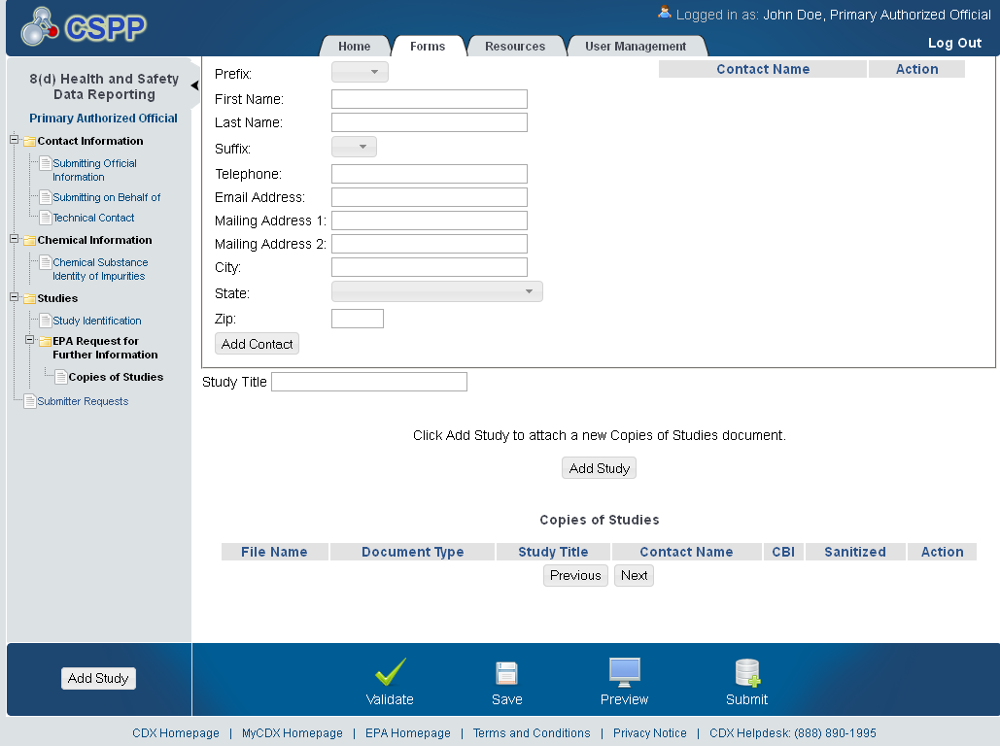 CSPP
Logged in as: John Doe, Primary Authorized Official
Home
Forms
Resources
User Management
Log Out
8(d) Health and Safety
Data Reporting
Primary Authorized Official
Contact Information
Submitting Official
Information
Submitting on Behalf of
Technical Contact
Chemical Information
Chemical Substance
Identity of Impurities
Studies
Study Identification
EPA Request for
Further Information
Copies of Studies
Submitter Requests
Prefix:
First Name:
Last Name:
Suffix:
Telephone:
Email Address:
Mailing Address 1:
Mailing Address 2:
City:
State:
Zip:
Add Contact
Contact Name Action
Study Title
Click Add Study to attach a new Copies of Studies document.
Add Study
Copies of Studies
File Name Document Type Study Title Contact Name CBI Sanitized Action
Previous Next
Add Study
Validate
Save
Preview
Submit
CDX Homepage | MyCDX Homepage | EPA Homepage | Terms and Conditions | Privacy Notice | CDX Helpdesk: (888) 890-1995